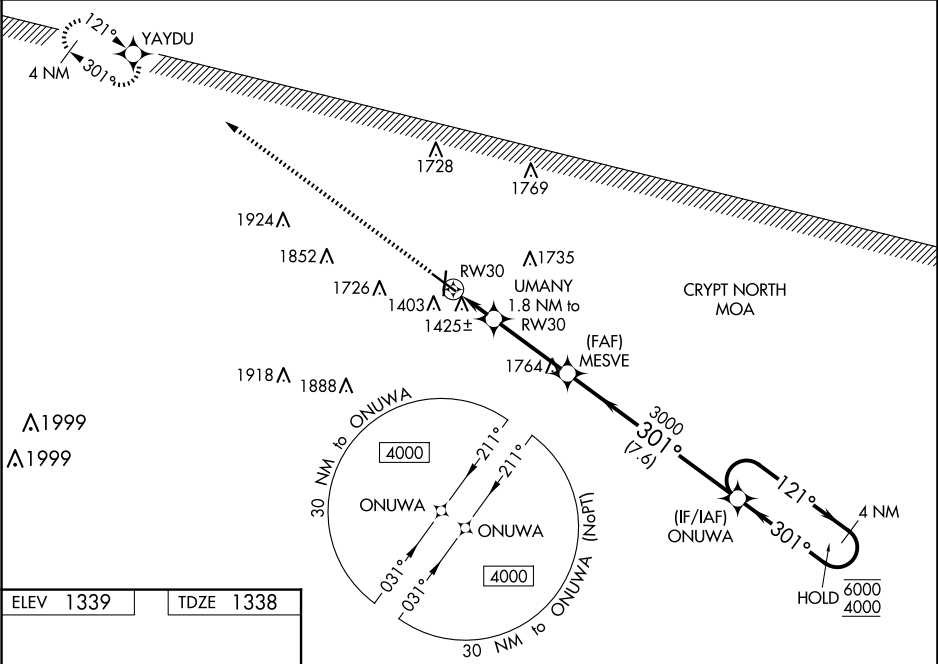 121°
YAYDU
4 NM
301°
1728
1769
1924
1852
1735
1726
RW30
UMANY
1403
1.8 NM to
1425±
RW30
CRYPT NORTH
MOA
(FAF)
MESVE
1764
1918
1888
1999
1999
3000
301°
(7.6)
30 NM to ONUWA
4000
211°
211°
ONUWA
ONUWA
4000
031°
031°
30 NM to ONUWA (NoPT)
121°
4 NM
(IF/IAF)
ONUWA
301°
HOLD 6000
4000
ELEV 1339
TDZE 1338